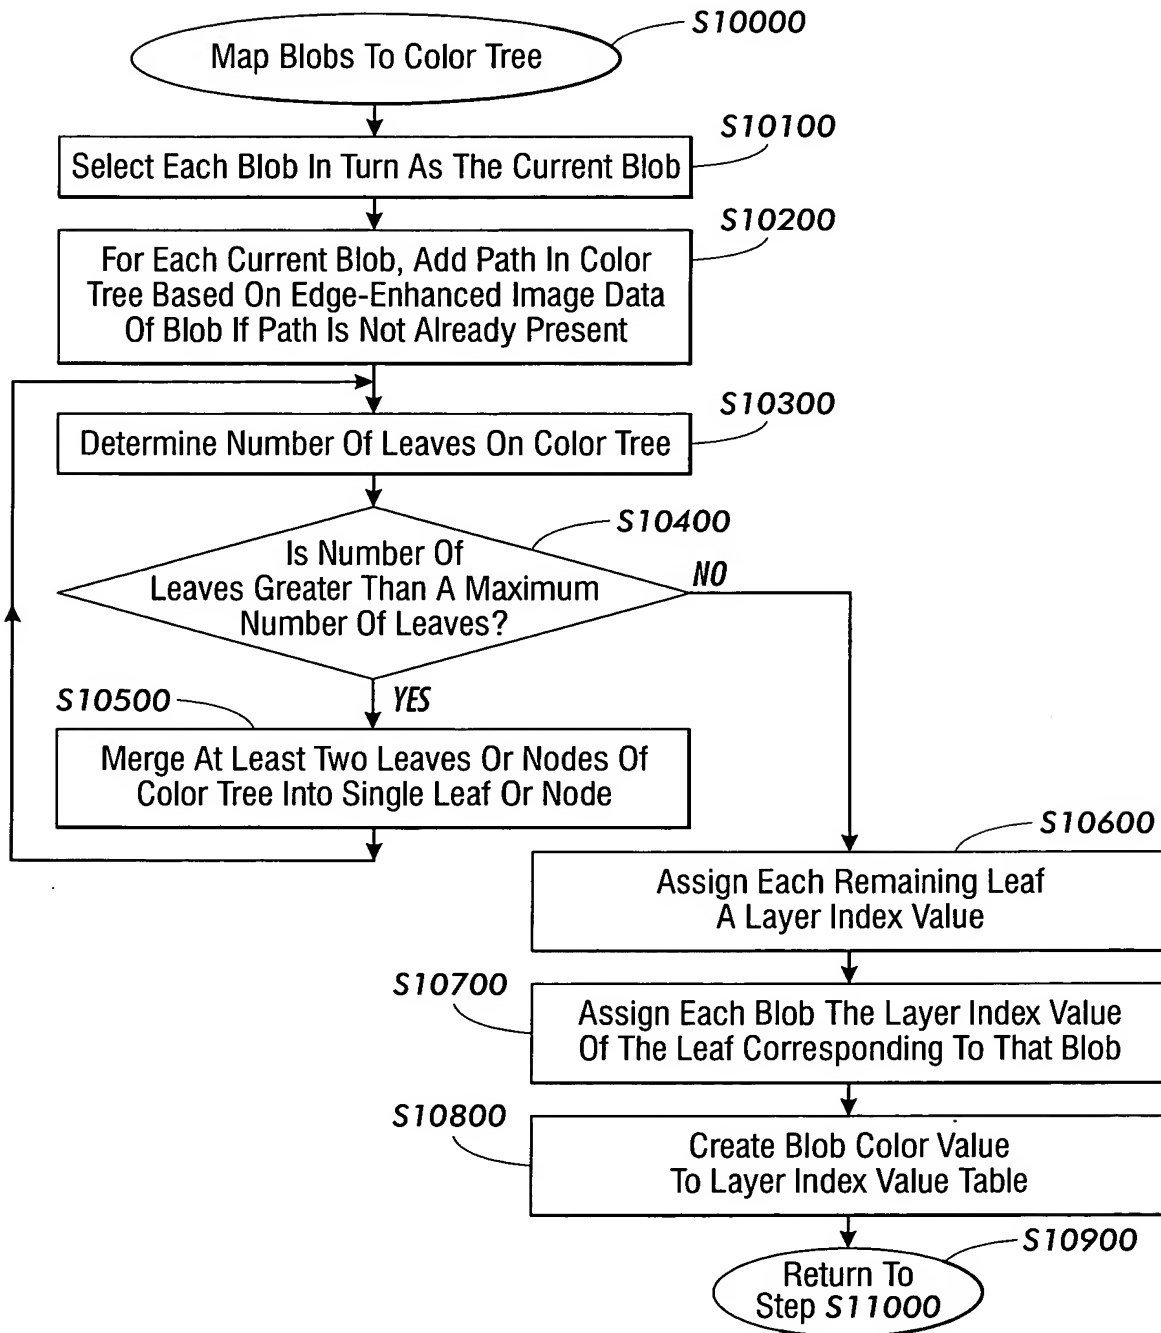 S10000
Map Blobs To Color Tree
S10100
Select Each Blob In Turn As The Current Blob
S10200
For Each Current Blob, Add Path In Color
Tree Based On Edge-Enhanced Image Data
Of Blob If Path Is Not Already Present
S10300
Determine Number Of Leaves On Color Tree
S10400
Is Number Of
Leaves Greater Than A Maximum
Number Of Leaves?
NO
YES
S10500
Merge At Least Two Leaves Or Nodes Of
Color Tree Into Single Leaf Or Node
S10600
Assign Each Remaining Leaf
A Layer Index Value
S10700
Assign Each Blob The Layer Index Value
Of The Leaf Corresponding To That Blob
S10800
Create Blob Color Value
To Layer Index Value Table
S10900
Return To
Step S11000